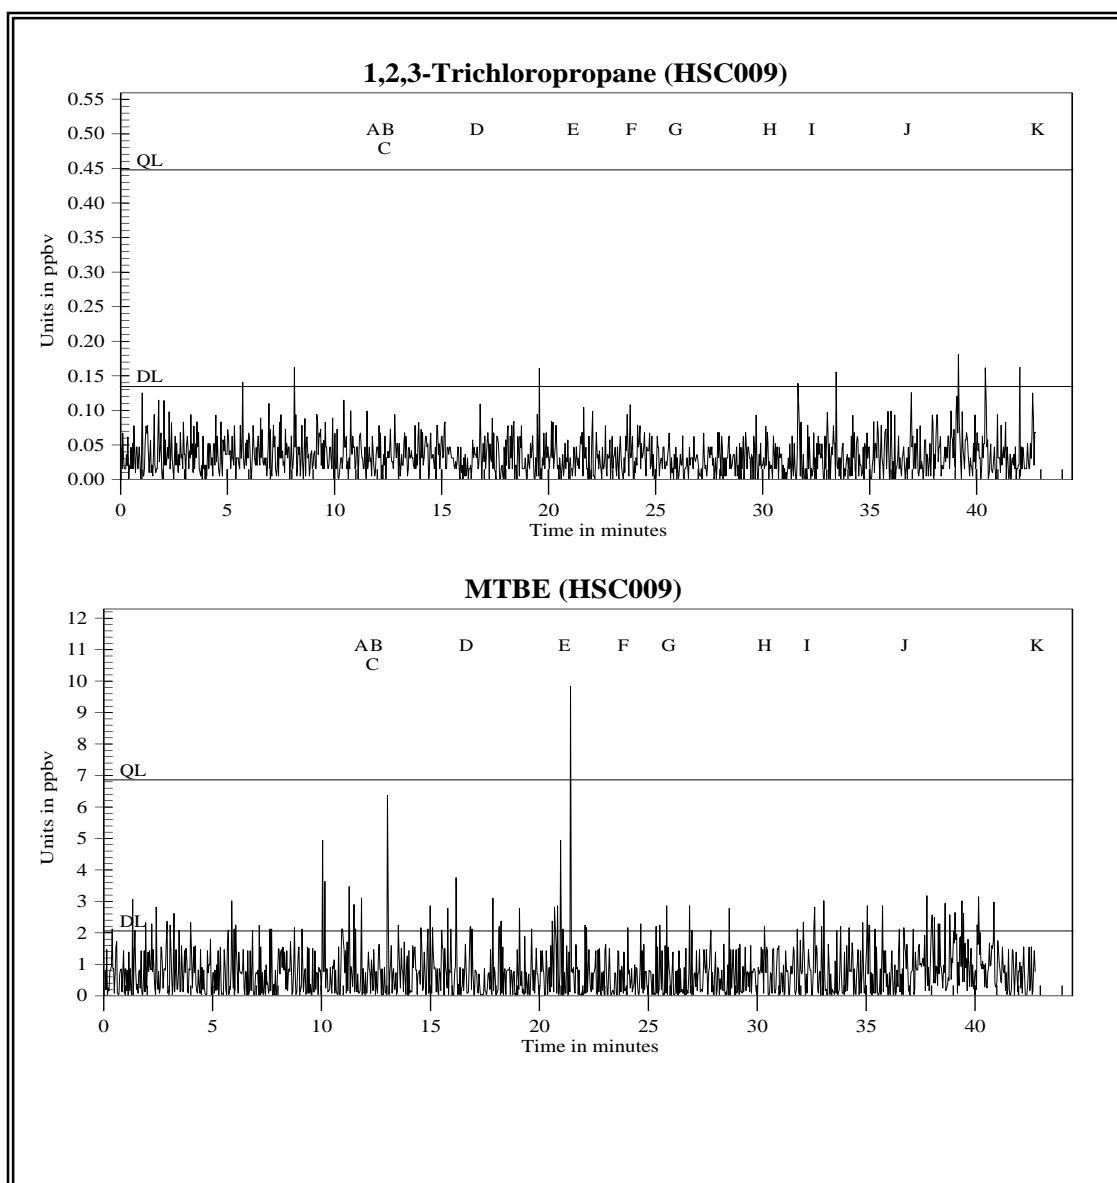 1,2,3-Trichloropropane (HSC009)
0.55
A B D E F G H I J K
0.50
C
QL
0.45
0.40
0.35
0.30
Units in ppbv
0.25
0.20
0.15
DL
0.10
0.05
0.00
0 5 10 15 20 25 30 35 40
Time in minutes
MTBE (HSC009)
12
11
A B D E F G H I J K
C
10
9
8
QL
7
Units in ppbv
6
5
4
3
DL
2
1
0
0 5 10 15 20 25 30 35 40
Time in minutes